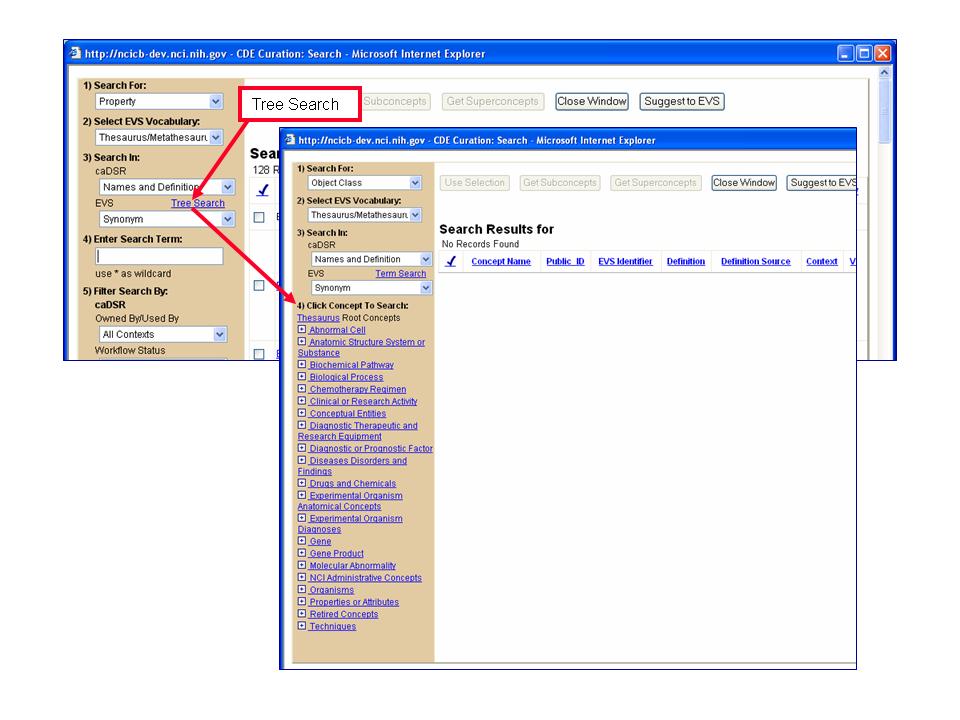 http://ncicb-dev.nci.nih.gov - CDE Curation: Search - Microsoft Internet Explorer
1) Search For:
Property
2) Select EVS Vocabulary:
Thesaurus/Metathesauru
3) Search In:
caDSR
Names and Definition
EVS Tree Search
Synonym
4) Enter Search Term:
use * as wildcard
5) Filter Search By:
caDSR
Owned By/Used By
All Contexts
Workflow Status
Tree Search
Subconcepts Get Superconcepts Close Window Suggest to EVS
Sear
128 R
http://ncicb-dev.nci.nih.gov - CDE Curation: Search - Microsoft Internet Explorer
1) Search For:
Object Class
2) Select EVS Vocabulary:
Thesaurus/Metathesauru
3) Search In:
caDSR
Names and Definition
EVS Term Search
Synonym
4) Click Concept To Search:
Thesaurus Root Concepts
Abnormal Cell
Anatomic Structure System or
Substance
Biochemical Pathway
Biological Process
Chemotherapy Regimen
Clinical or Research Activity
Conceptual Entities
Diagnostic Therapeutic and
Research Equipment
Diagnostic or Prognostic Factor
Diseases Disorders and
Findings
Drugs and Chemicals
Experimental Organism
Anatomical Concepts
Experimental Organism
Diagnoses
Gene
Gene Product
Molecular Abnormality
NCI Administrative Concepts
Organisms
Properties or Attributes
Retired Concepts
Techniques
Use Selection Get Subconcepts Get Superconcepts Close Window Suggest to EVS
Search Results for
No Records Found
Concept Name Public_ID EVS Identifier Definition Definition Source Context V